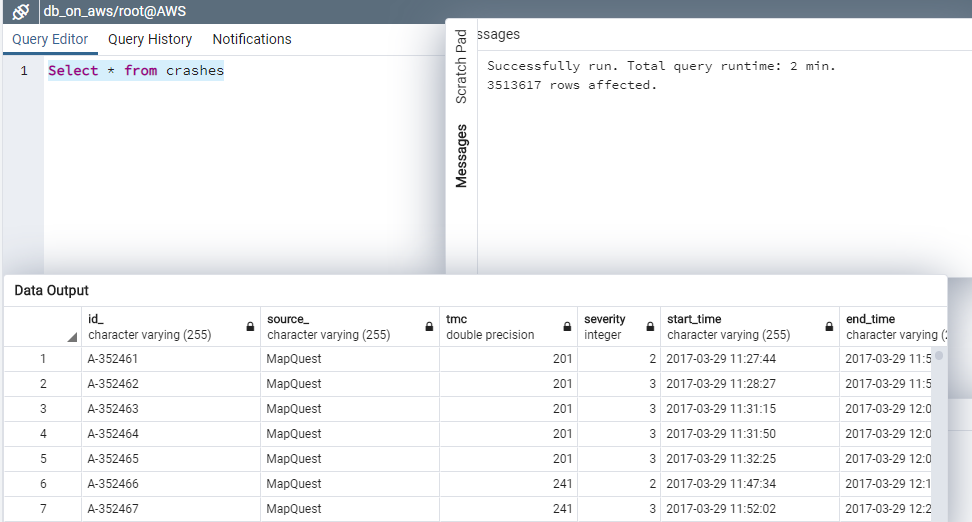 db_on_aws/root@AWS
Query Editor Query History Notifications
1 Select * from crashes
ssages
Scratch Pad
Messages
Successfully run. Total query runtime: 2 min.
3513617 rows affected.
Data Output
id_ source_ tmc severity start_time end_time
character varying (255) character varying (255) double precision integer character varying (255) character varying (2
1 A-352461 MapQuest 201 2 2017-03-29 11:27:44 2017-03-29 11:5
2 A-352462 MapQuest 201 3 2017-03-29 11:28:27 2017-03-29 11:5
3 A-352463 MapQuest 201 3 2017-03-29 11:31:15 2017-03-29 12:0
4 A-352464 MapQuest 201 3 2017-03-29 11:31:50 2017-03-29 12:0
5 A-352465 MapQuest 201 3 2017-03-29 11:32:25 2017-03-29 12:0
6 A-352466 MapQuest 241 2 2017-03-29 11:47:34 2017-03-29 12:1
7 A-352467 MapQuest 241 3 2017-03-29 11:52:02 2017-03-29 12:2